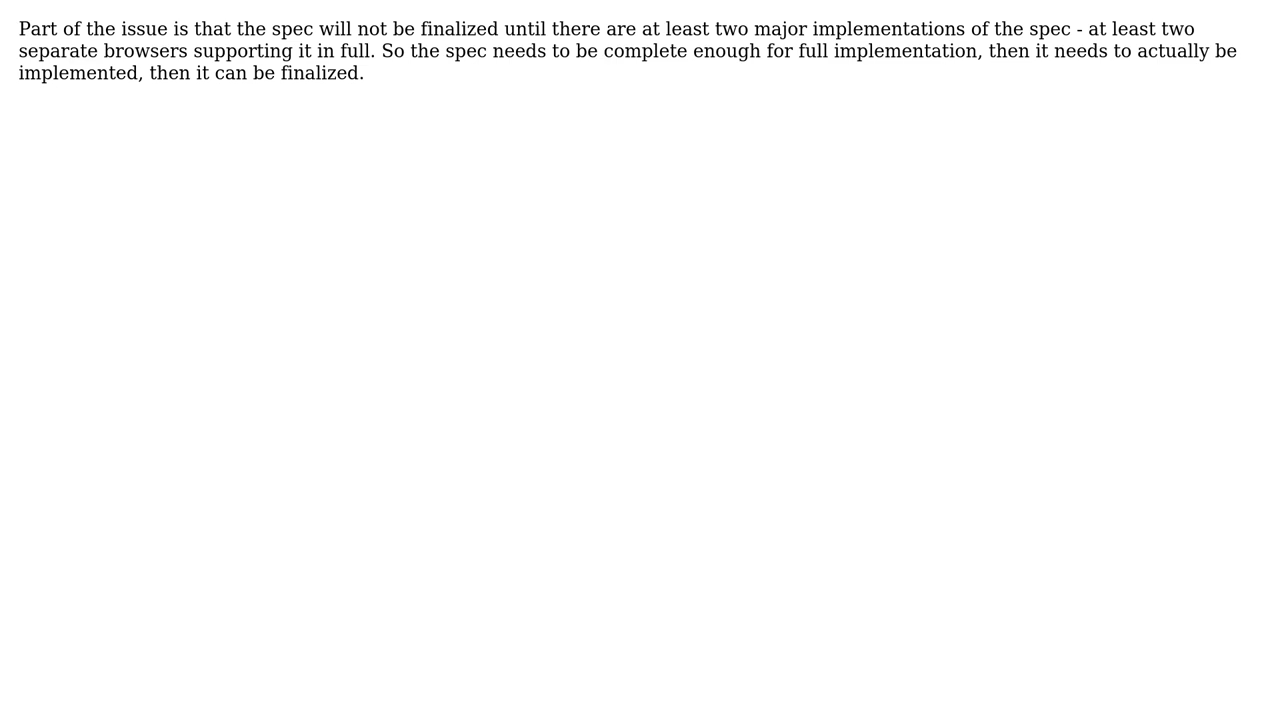 Part of the issue is that the spec will not be finalized until there are at least two major implementations of the spec - at least two
separate browsers supporting it in full. So the spec needs to be complete enough for full implementation, then it needs to actually be
implemented, then it can be finalized.